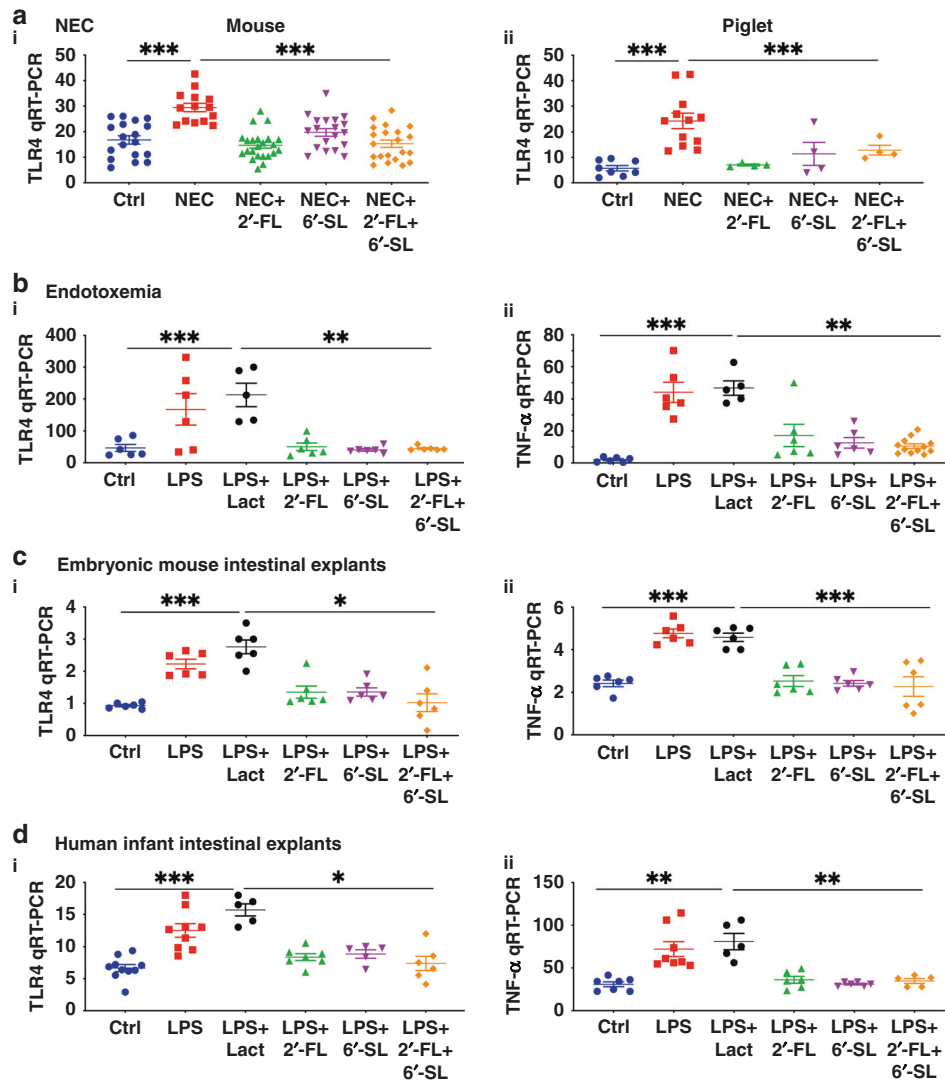 a NEC Mouse Piglet
i ii
*** *** *** ***
TLR4 qRT-PCR
50
40
30
20
10
0
Ctrl NEC NEC+ NEC+ NEC+
2′-FL 6′-SL 2′-FL+
6′-SL
TLR4 qRT-PCR
50
40
30
20
10
0
Ctrl NEC NEC+ NEC+ NEC+
2′-FL 6′-SL 2′-FL+
6′-SL
b Endotoxemia
i ii
*** ** *** **
TLR4 qRT-PCR
400
300
200
100
0
Ctrl LPS LPS+ LPS+ LPS+ LPS+
Lact 2′-FL 6′-SL 2′-FL+
6′-SL
TNF-α qRT-PCR
80
60
40
20
0
Ctrl LPS LPS+ LPS+ LPS+ LPS+
Lact 2′-FL 6′-SL 2′-FL+
6′-SL
c Embryonic mouse intestinal explants
i ii
*** * *** ***
TLR4 qRT-PCR
4
3
2
1
0
Ctrl LPS LPS+ LPS+ LPS+ LPS+
Lact 2′-FL 6′-SL 2′-FL+
6′-SL
TNF-α qRT-PCR
6
4
2
0
Ctrl LPS LPS+ LPS+ LPS+ LPS+
Lact 2′-FL 6′-SL 2′-FL+
6′-SL
d Human infant intestinal explants
i ii
*** * ** **
TLR4 qRT-PCR
20
15
10
5
0
Ctrl LPS LPS+ LPS+ LPS+ LPS+
Lact 2′-FL 6′-SL 2′-FL+
6′-SL
TNF-α qRT-PCR
150
100
50
0
Ctrl LPS LPS+ LPS+ LPS+ LPS+
Lact 2′-FL 6′-SL 2′-FL+
6′-SL